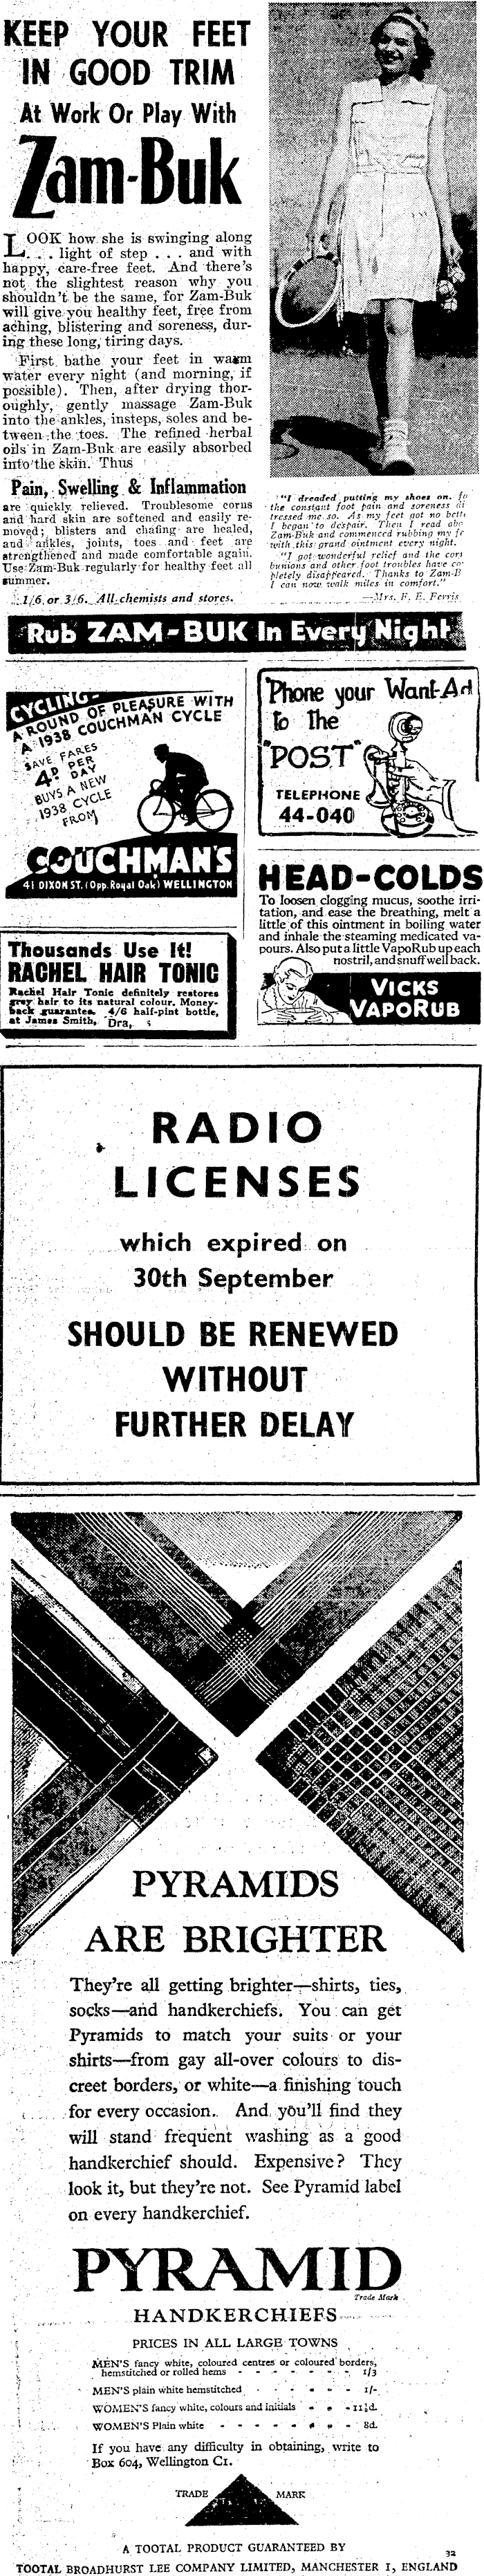 KEEP YOUR FEET
IN GOOD TRIM
At Work Or Play With
Zam-Buk
LOOK how she is swinging along
. . . light of step . . . and with
happy, care-free feet. And there's
not the slightest reason why you
shouldn't be the same, for Zam-Buk
will give you healthy feet, free from
aching, blistering and soreness, dur-
ing these long, tiring days.
First bathe your feet in warm
water every night (and morning, if
possible). Then, after drying thor-
oughly, gently massage Zam-Buk
into the ankles, insteps, soles and be-
tween the toes. The refined herbal
oils in Zam-Buk are easily absorbed
into the skin. Thus
Pain, Swelling & Inflammation
are quickly relieved. Troublesome corns
and hard skin are softened and easily re-
moved; blisters and chafing are healed,
and ankles, joints, toes and feet are
strengthened and made comfortable again.
Use Zam-Buk regularly for healthy feet all
summer.
1/6 or 3/6. All chemists and stores.
"I dreaded putting my shoes on,
the constant foot pain and soreness
tressed me so. As my feet got no
I began to despair. Then I read
Zam-Buk and commenced rubbing my
with this grand ointment every night.
"I got wonderful relief and the
bunions and other foot troubles have
pletely disappeared. Thanks to
I can now walk miles in comfort."
—Mrs. F. E. Ferris
Rub ZAM-BUK In Every Night
CYCLING-
A ROUND OF PLEASURE WITH
A 1938 COUCHMAN CYCLE
SAVE FARES
4D PER
DAY
BUYS A NEW
1938 CYCLE
FROM
COUCHMAN'S
41 DIXON ST. (Opp. Royal Oak) WELLINGTON
'Phone your Want-Ad
to the
"POST"
TELEPHONE
44-040
Thousands Use It!
RACHEL HAIR TONIC
Rachel Hair Tonic definitely restores
grey hair to its natural colour. Money-
back guarantee. 4/6 half-pint bottle,
at James Smith, Dra,
HEAD-COLDS
To loosen clogging mucus, soothe irri-
tation, and ease the breathing, melt a
little of this ointment in boiling water
and inhale the steaming medicated va-
pours. Also put a little VapoRub up each
nostril, and snuff well back.
VICKS
VAPORUB
RADIO
LICENSES
which expired on
30th September
SHOULD BE RENEWED
WITHOUT
FURTHER DELAY
PYRAMIDS
ARE BRIGHTER
They're all getting brighter—shirts, ties,
socks—and handkerchiefs. You can get
Pyramids to match your suits or your
shirts—from gay all-over colours to dis-
creet borders, or white—a finishing touch
for every occasion. And you'll find they
will stand frequent washing as a good
handkerchief should. Expensive? They
look it, but they're not. See Pyramid label
on every handkerchief.
PYRAMID
Trade Mark
HANDKERCHIEFS
PRICES IN ALL LARGE TOWNS
MEN'S fancy white, coloured centres or coloured borders,
hemstitched or rolled hems - - - - - - - 1/3
MEN'S plain white hemstitched - - - - - 1/-
WOMEN'S fancy white, colours and initials - - - 11½d.
WOMEN'S Plain white - - - - - - - - 8d.
If you have any difficulty in obtaining, write to
Box 604, Wellington C1.
TRADE MARK
A TOOTAL PRODUCT GUARANTEED BY
32
TOOTAL BROADHURST LEE COMPANY LIMITED, MANCHESTER 1, ENGLAND